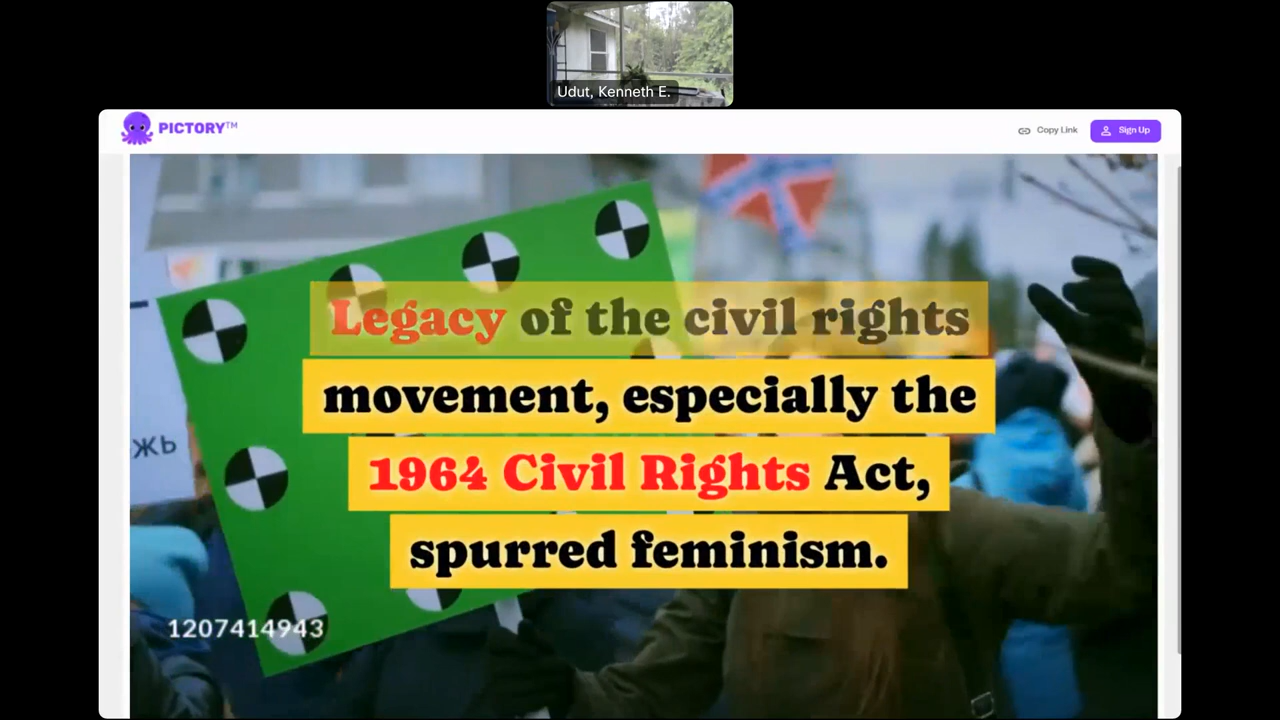 Udut, Kenneth E.
PICTORY™
Copy Link
Sign Up
Legacy of the civil rights
movement, especially the
1964 Civil Rights Act,
spurred feminism.
жь
1207414943